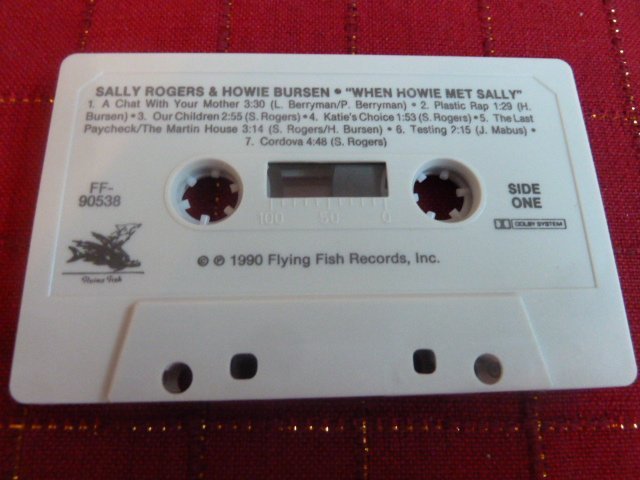 SALLY ROGERS & HOWIE BURSEN • "WHEN HOWIE MET SALLY"
1. A Chat With Your Mother 3:30 (L. Berryman/P. Berryman) • 2. Plastic Rap 1:29 (H.
Bursen) • 3. Our Children 2:55 (S. Rogers) • 4. Katie's Choice 1:53 (S. Rogers) • 5. The Last
Paycheck/The Martin House 3:14 (S. Rogers/H. Bursen) • 6. Testing 2:15 (J. Mabus) •
7. Cordova 4:48 (S. Rogers)
FF-
90538
100 50 0
SIDE
ONE
DOLBY SYSTEM
Flying Fish
© ℗ 1990 Flying Fish Records, Inc.